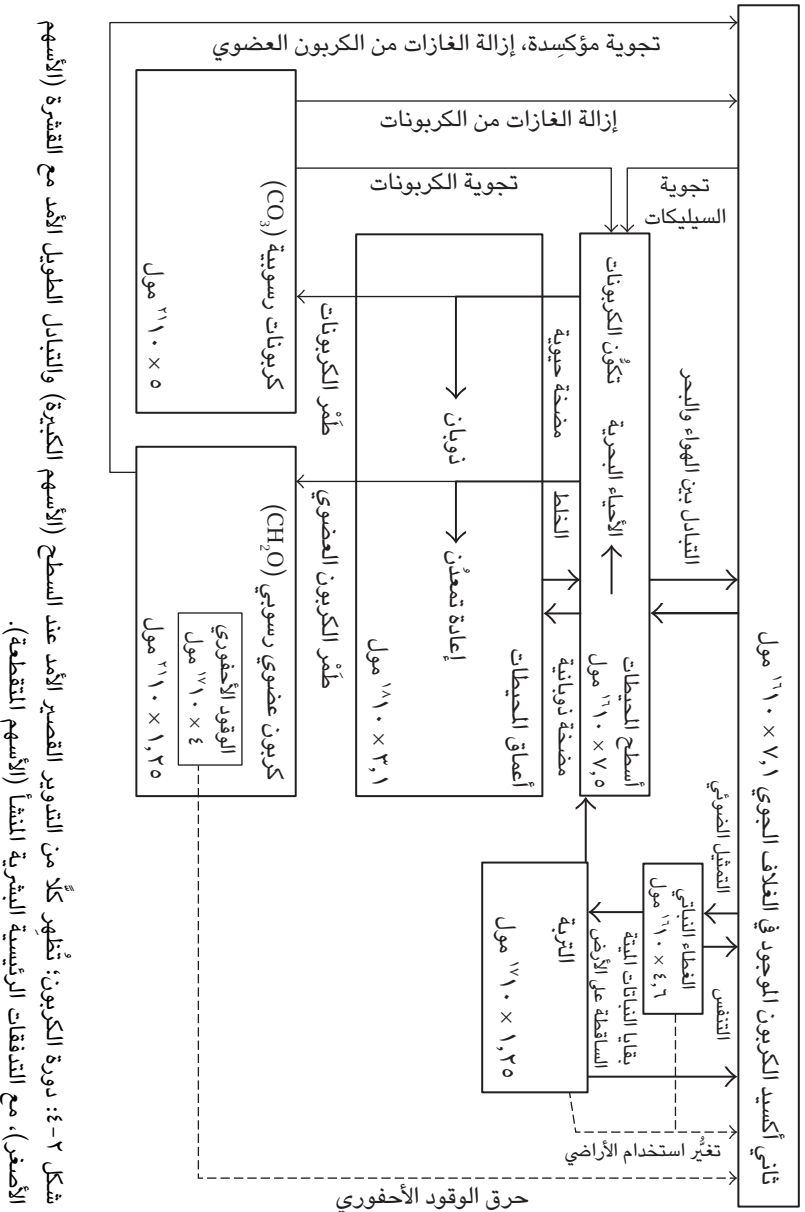 ثاني أكسيد الكربون الموجود في الغلاف الجوي ٧٫١ × ١٠¹⁶ مول
تجوية مؤكسِدة، إزالة الغازات من الكربون العضوي
إزالة الغازات من الكربونات
تجوية الكربونات
تجوية
السيليكات
التبادل بين الهواء والبحر
التمثيل الضوئي
التنفس
الغطاء النباتي
٤٫٦ × ١٠¹⁶ مول
بقايا النباتات الميتة
الساقطة على الأرض
التربة
١٫٢٥ × ١٠¹⁷ مول
تغيُّر استخدام الأراضي
حرق الوقود الأحفوري
تكوُّن الكربونات
الأحياء البحرية
أسطح المحيطات
٧٫٥ × ١٠¹⁶ مول
مضخة حيوية
الخلط
مضخة ذوبانية
ذوبان
إعادة تمعدُن
أعماق المحيطات
٣٫١ × ١٠¹⁸ مول
طَمْر الكربونات
طَمْر الكربون العضوي
كربونات رسوبية (CO₃)
٥ × ١٠²¹ مول
كربون عضوي رسوبي (CH₂O)
الوقود الأحفوري
٤ × ١٠¹⁷ مول
١٫٢٥ × ١٠²¹ مول
شكل ٢-٤: دورة الكربون؛ تُظهِر كلًّا من التدوير القصير الأمد عند السطح (الأسهم الكبيرة) والتبادل الطويل الأمد مع القشرة (الأسهم
الأصغر)، مع التدفقات الرئيسية البشرية المنشأ (الأسهم المتقطعة).